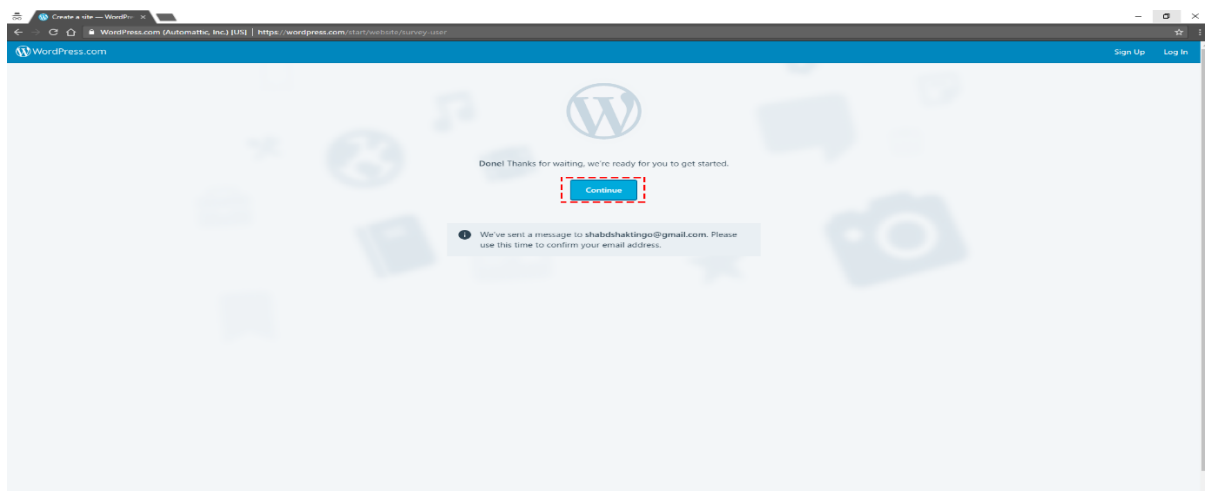 Create a site — WordPre
WordPress.com (Automattic, Inc.) [US] | https://wordpress.com/start/website/survey-user
WordPress.com
Sign Up
Log In
Done! Thanks for waiting, we're ready for you to get started.
Continue
We've sent a message to shabdshaktingo@gmail.com. Please
use this time to confirm your email address.